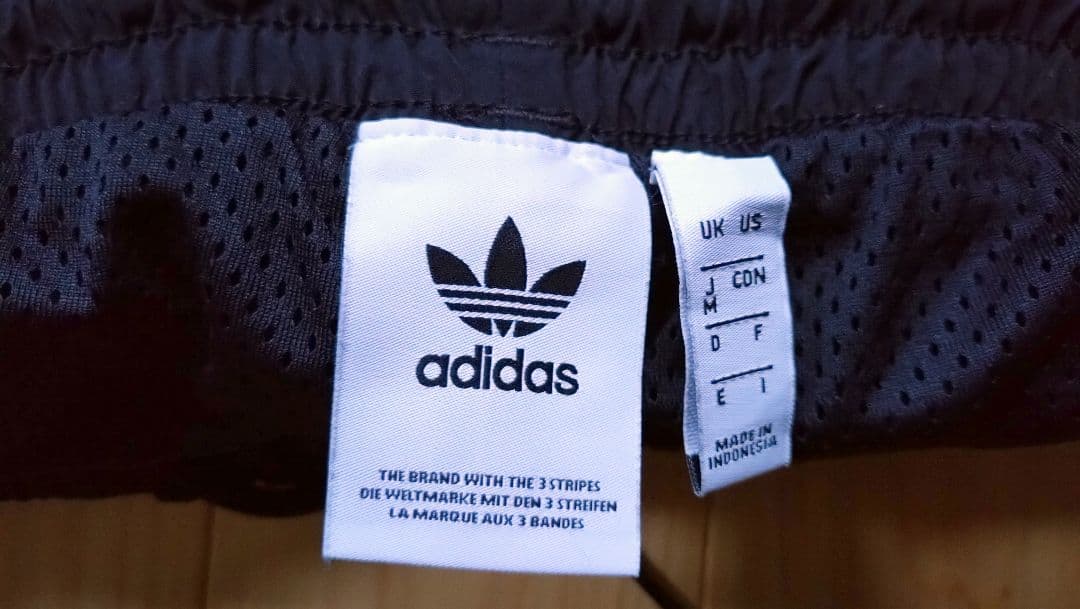 adidas
THE BRAND WITH THE 3 STRIPES
DIE WELTMARKE MIT DEN 3 STREIFEN
LA MARQUE AUX 3 BANDES
UK US
J CDN
M
D F
E I
MADE IN
INDONESIA